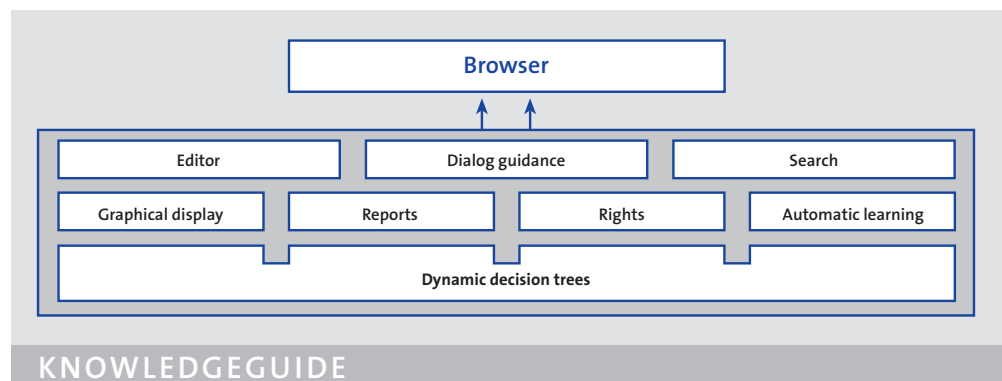 Browser
Editor
Dialog guidance
Search
Graphical display
Reports
Rights
Automatic learning
Dynamic decision trees
KNOWLEDGEGUIDE